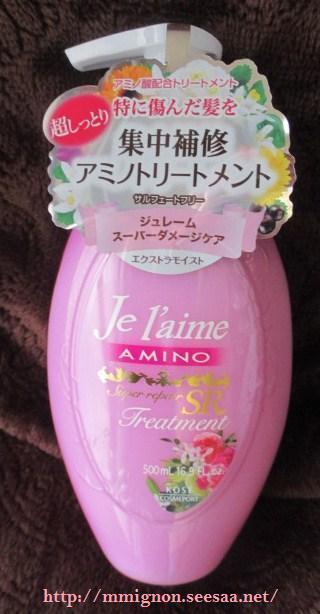 アミノ酸配合トリートメント
超しっとり
特に傷んだ髪を
集中補修
アミノトリートメント
サルフェートフリー
ジュレーム
スーパーダメージケア
エクストラモイスト
Je l'aime
AMINO
Super repair
SR
Treatment
500mL 16.9 FL.oz.
KOSÉ
COSMEPORT
http://mmignon.seesaa.net/